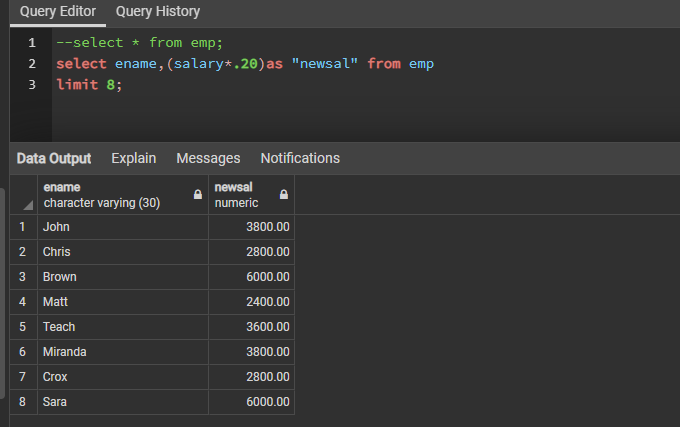 Query Editor Query History
1 --select * from emp;
2 select ename,(salary*.20)as "newsal" from emp
3 limit 8;
Data Output Explain Messages Notifications
ename newsal
character varying (30) numeric
1 John 3800.00
2 Chris 2800.00
3 Brown 6000.00
4 Matt 2400.00
5 Teach 3600.00
6 Miranda 3800.00
7 Crox 2800.00
8 Sara 6000.00